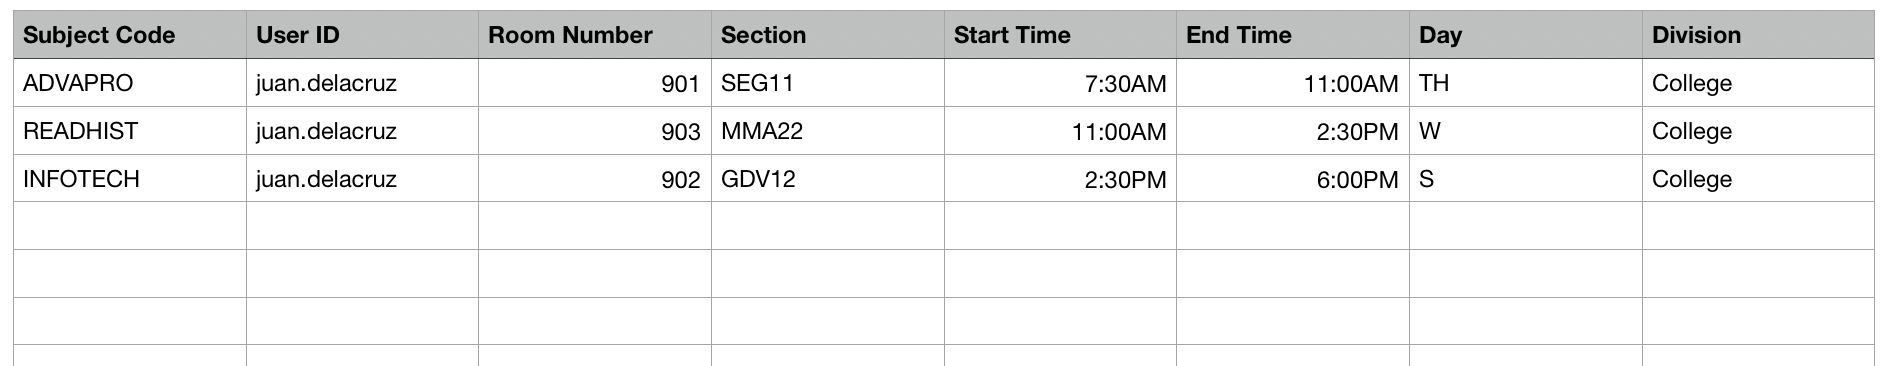 Subject Code User ID Room Number Section Start Time End Time Day Division
ADVAPRO juan.delacruz 901 SEG11 7:30AM 11:00AM TH College
READHIST juan.delacruz 903 MMA22 11:00AM 2:30PM W College
INFOTECH juan.delacruz 902 GDV12 2:30PM 6:00PM S College